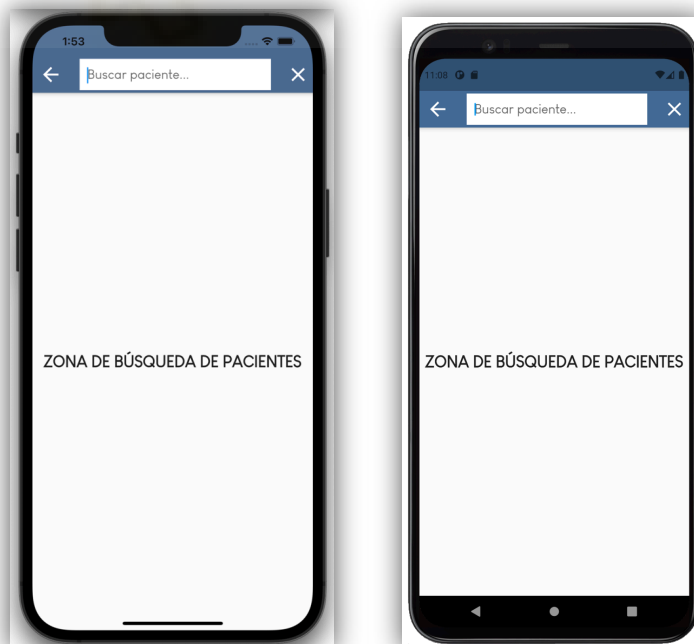 1:53
Buscar paciente...
ZONA DE BÚSQUEDA DE PACIENTES
11:08
Buscar paciente...
ZONA DE BÚSQUEDA DE PACIENTES